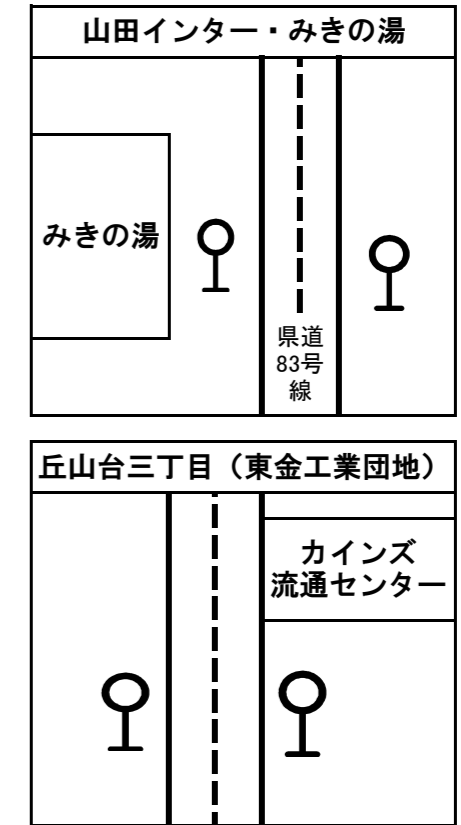 山田インター・みきの湯
みきの湯
県道
83号
線
丘山台三丁目（東金工業団地）
カインズ
流通センター